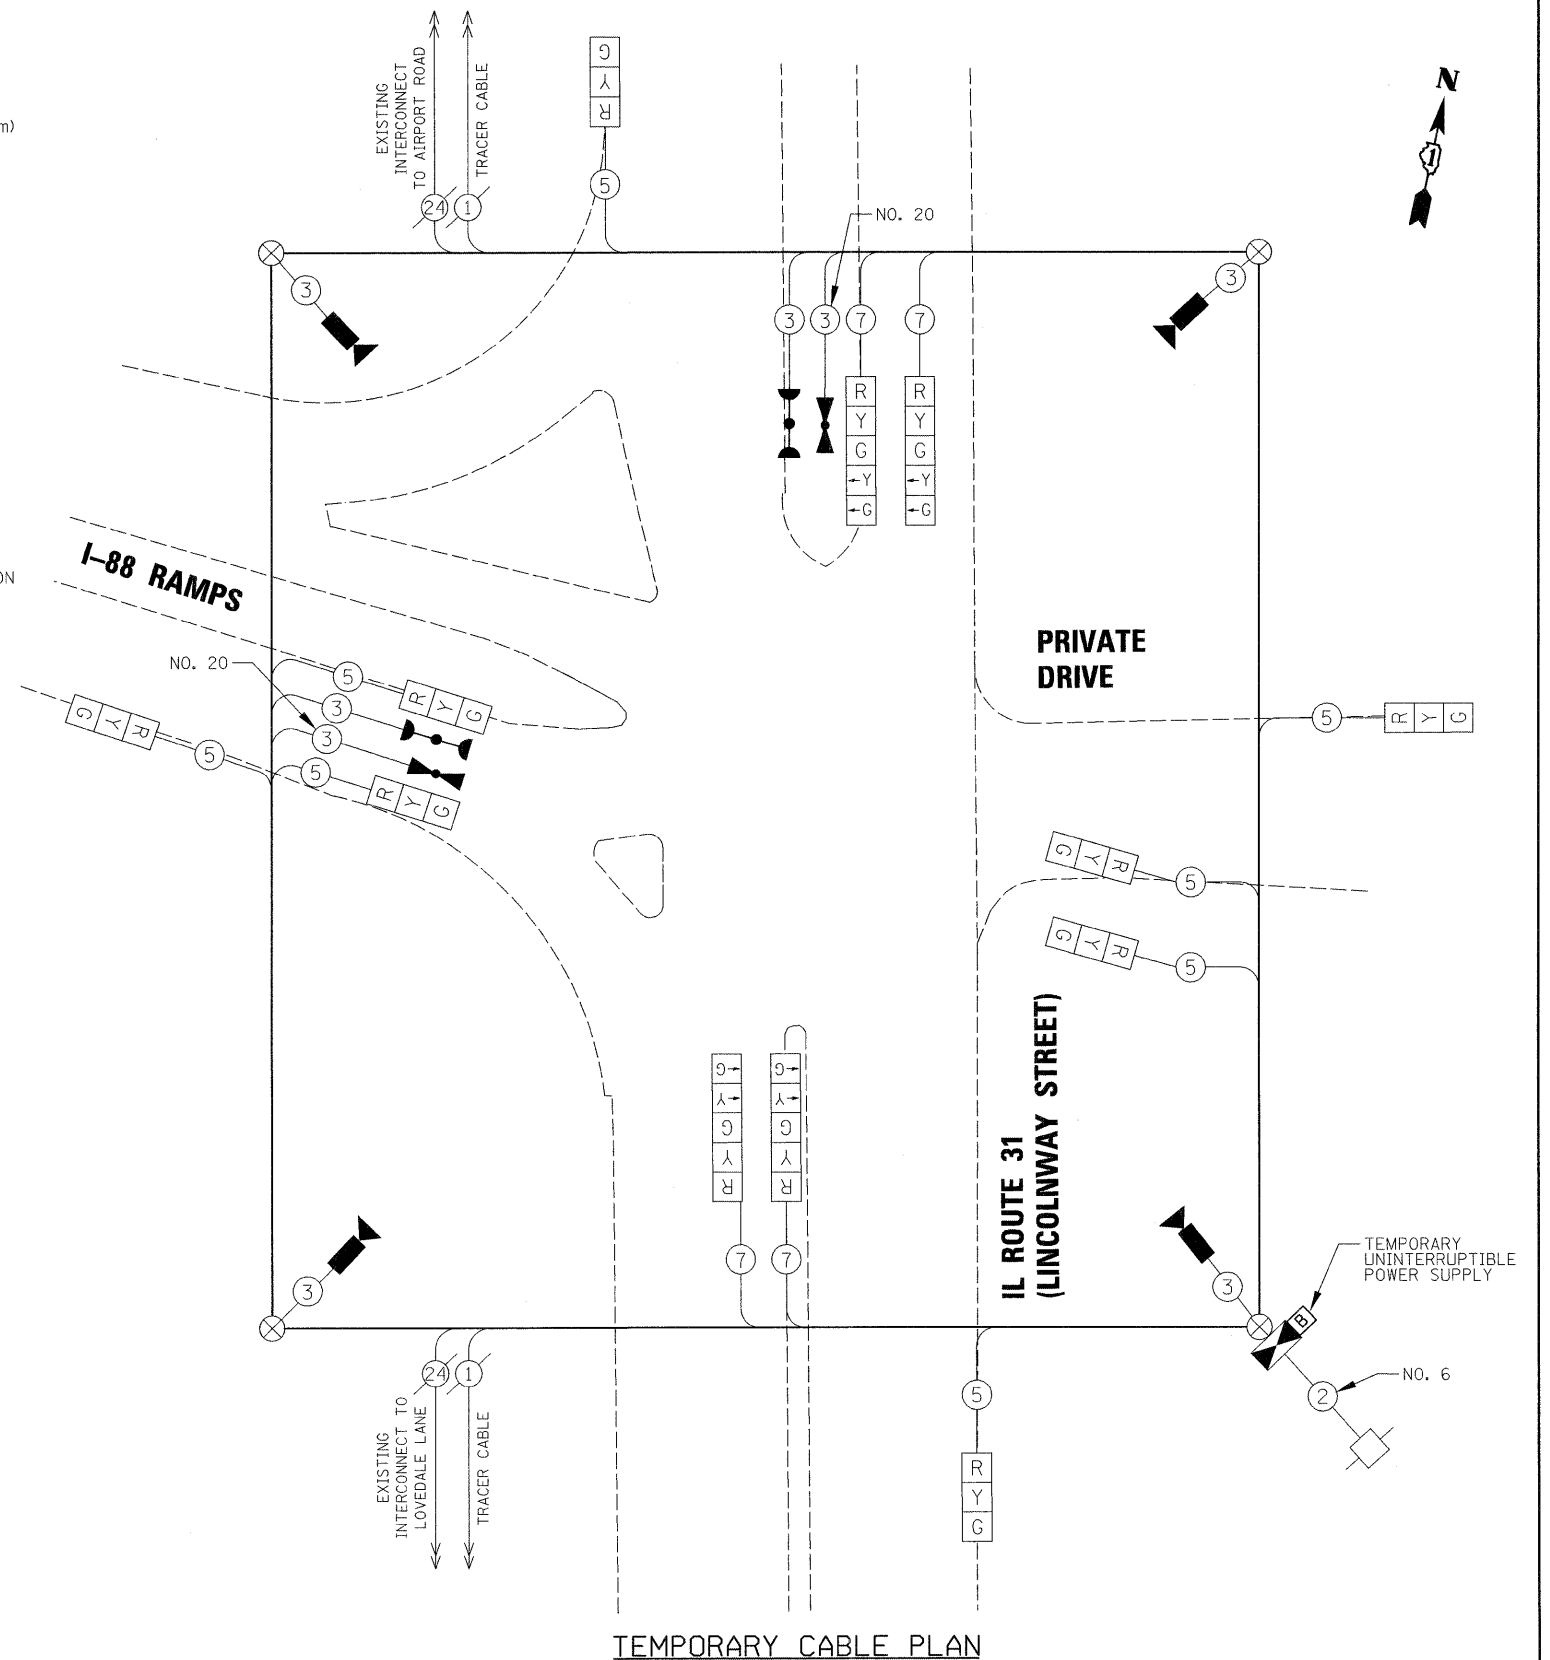 EXISTING
INTERCONNECT
TO AIRPORT ROAD
TRACER CABLE
G
Y
R
N
1
m)
24
1
5
NO. 20
3
3
3
3
7
7
R
Y
G
←Y
←G
R
Y
G
←Y
←G
ON
I-88 RAMPS
PRIVATE
DRIVE
NO. 20
5
R Y G
3
3
G Y R
5
5
R Y G
5
R Y G
G Y R
5
G Y R
5
G→
Y→
G
Y
R
G→
Y→
G
Y
R
IL ROUTE 31
(LINCOLNWAY STREET)
7
7
3
3
TEMPORARY
UNINTERRUPTIBLE
POWER SUPPLY
B
NO. 6
2
24
1
5
EXISTING
INTERCONNECT TO
LOVEDALE LANE
TRACER CABLE
R
Y
G
TEMPORARY CABLE PLAN